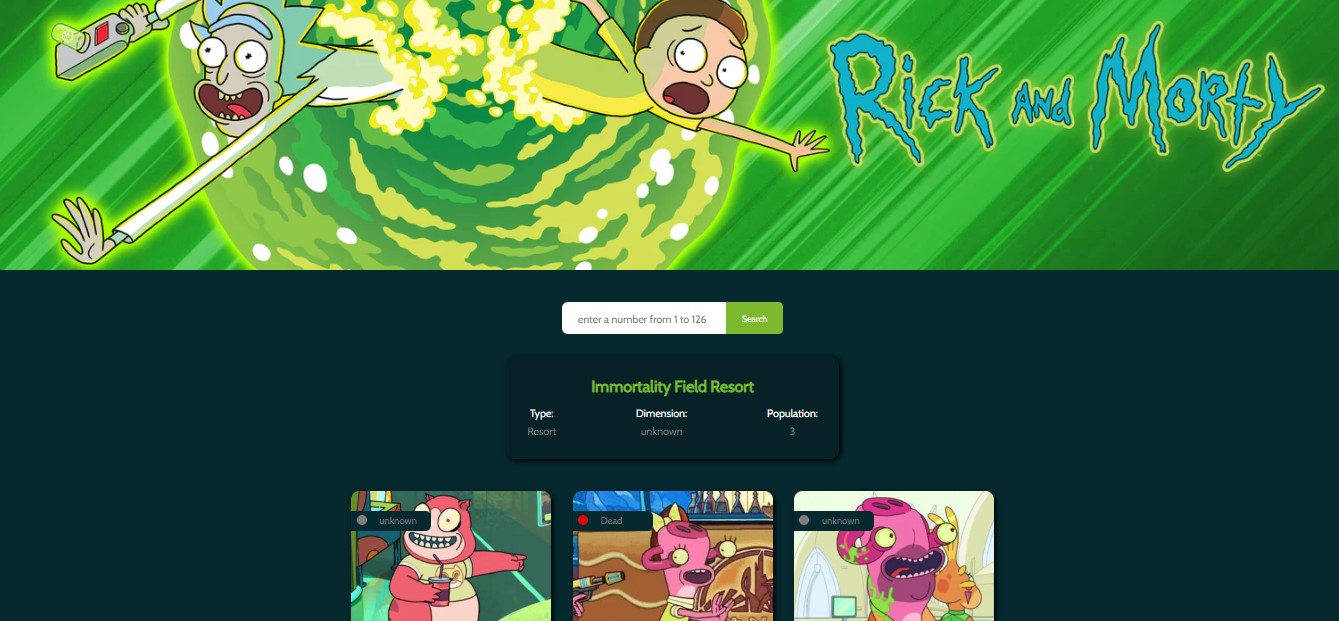 Rick and Morty
enter a number from 1 to 126
Search
Immortality Field Resort
Type: Dimension: Population:
Resort unknown 3
unknown Dead unknown